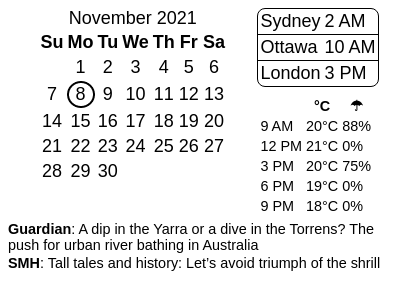 November 2021
Su Mo Tu We Th Fr Sa
1 2 3 4 5 6
7 8 9 10 11 12 13
14 15 16 17 18 19 20
21 22 23 24 25 26 27
28 29 30
Sydney 2 AM
Ottawa 10 AM
London 3 PM
°C ☂
9 AM 20°C 88%
12 PM 21°C 0%
3 PM 20°C 75%
6 PM 19°C 0%
9 PM 18°C 0%
Guardian: A dip in the Yarra or a dive in the Torrens? The
push for urban river bathing in Australia
SMH: Tall tales and history: Let’s avoid triumph of the shrill